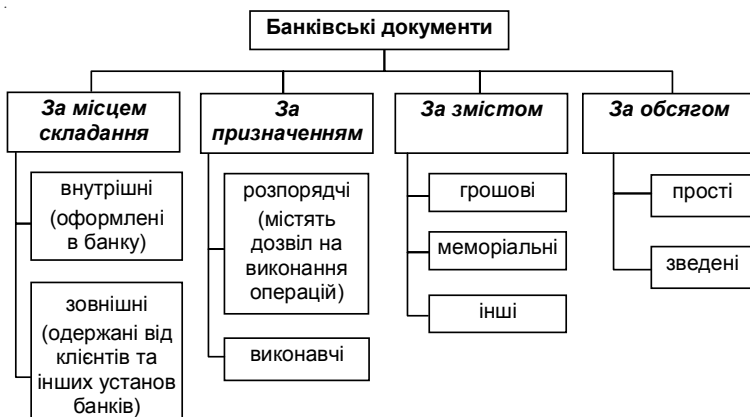 Банківські документи
За місцем
складання
внутрішні
(оформлені
в банку)
зовнішні
(одержані від
клієнтів та
інших установ
банків)
За
призначенням
розпорядчі
(містять
дозвіл на
виконання
операцій)
виконавчі
За змістом
грошові
меморіальні
інші
За обсягом
прості
зведені